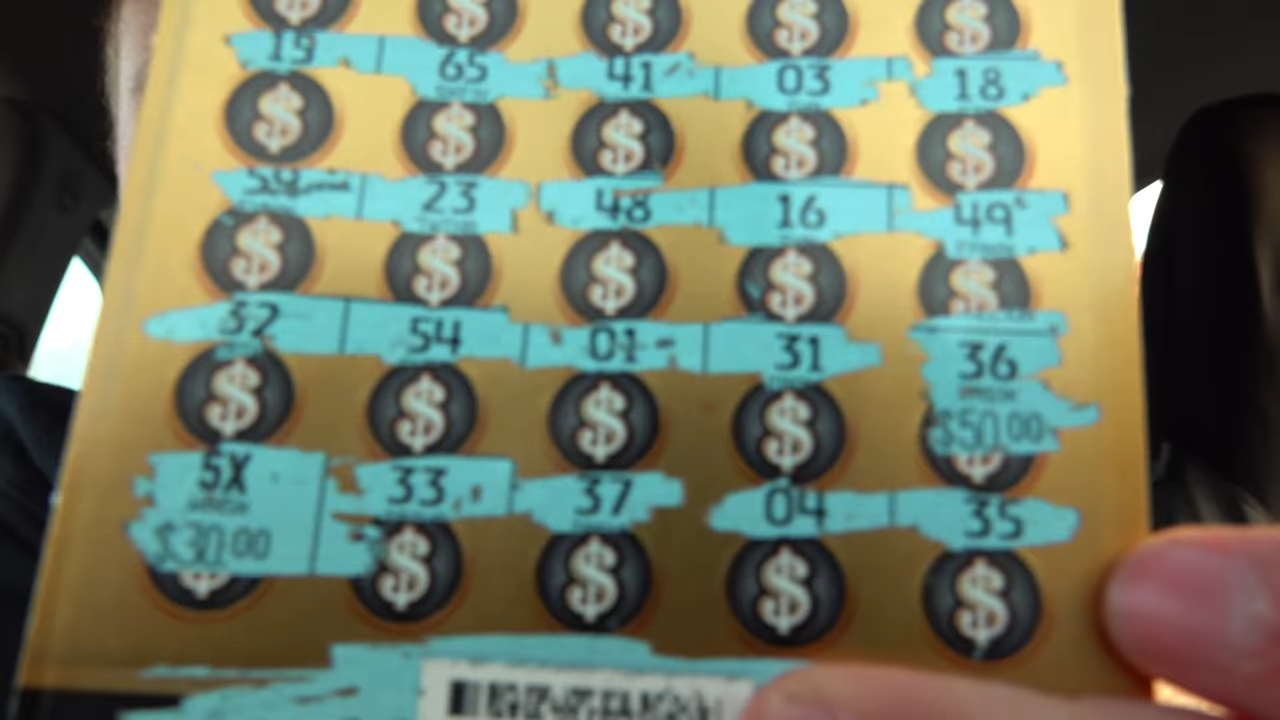 19 65 41 03 18
59 23 48 16 49
32 54 01 31 36
$50.00
5X 33 37 04 35
$30.00